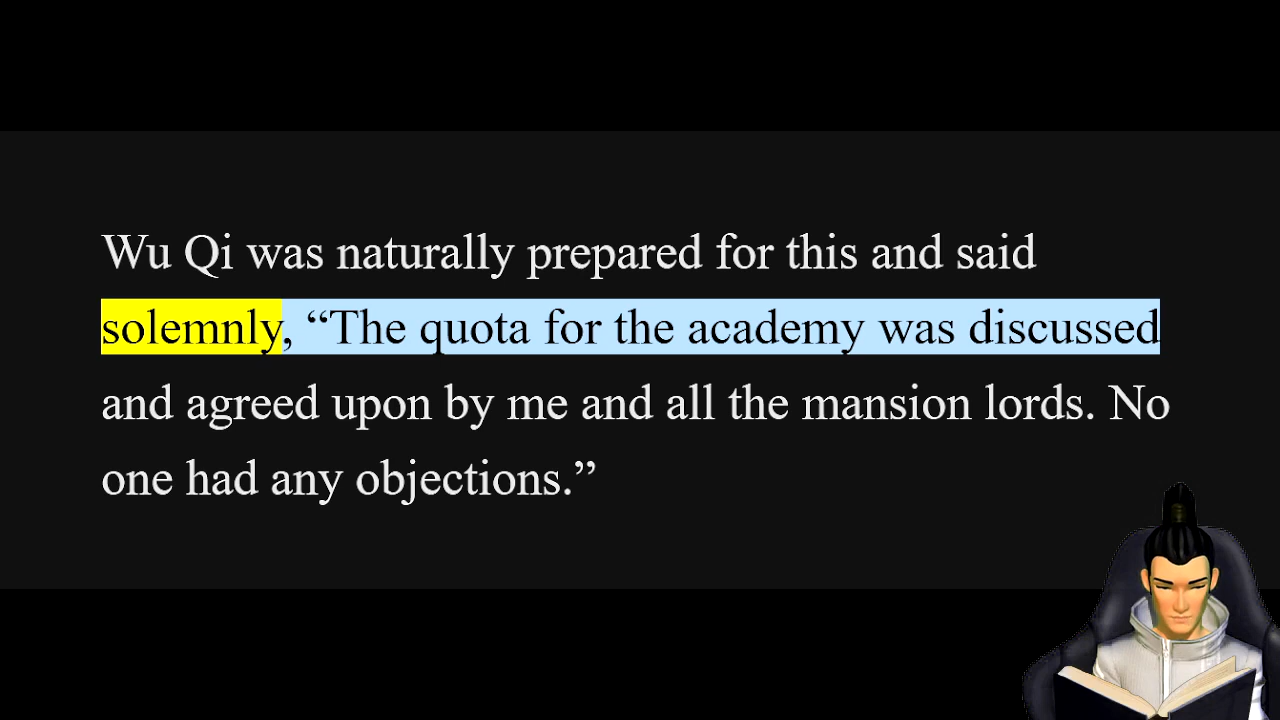 Wu Qi was naturally prepared for this and said
solemnly, “The quota for the academy was discussed
and agreed upon by me and all the mansion lords. No
one had any objections.”